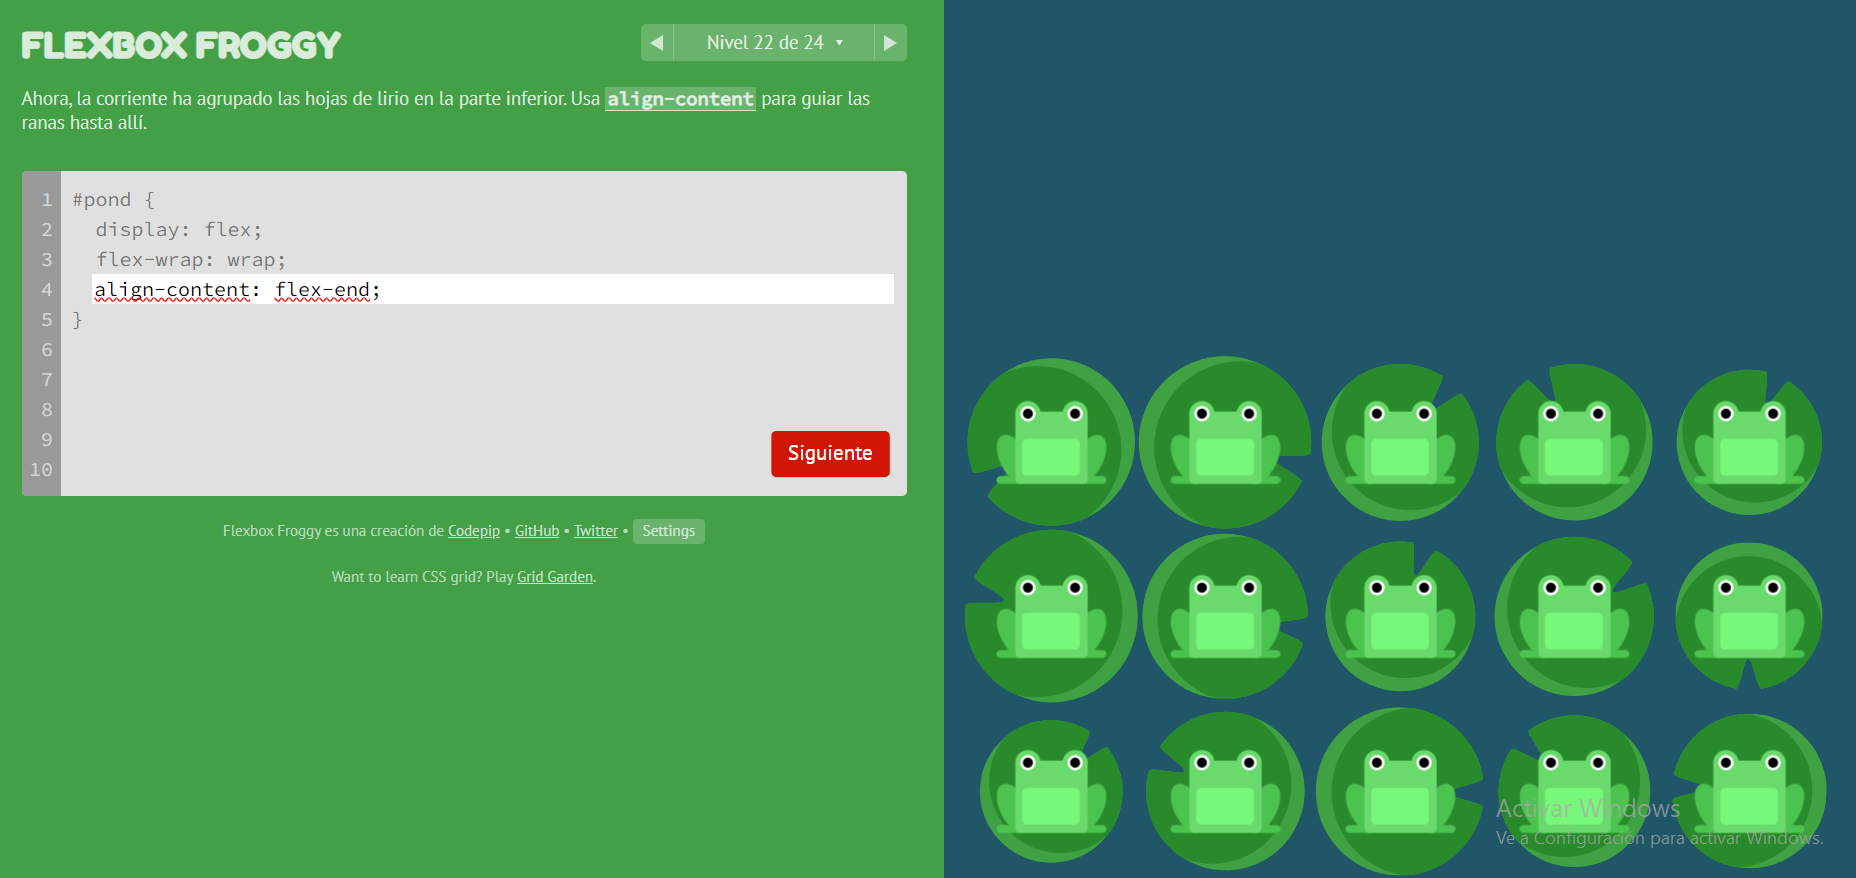 FLEXBOX FROGGY
◀ Nivel 22 de 24 ▼ ▶
Ahora, la corriente ha agrupado las hojas de lirio en la parte inferior. Usa align-content para guiar las
ranas hasta allí.
1 #pond {
2 display: flex;
3 flex-wrap: wrap;
4 align-content: flex-end;
5 }
6
7
8
9
10
Siguiente
Flexbox Froggy es una creación de Codepip • GitHub • Twitter • Settings
Want to learn CSS grid? Play Grid Garden.
Activar Windows
Ve a Configuración para activar Windows.